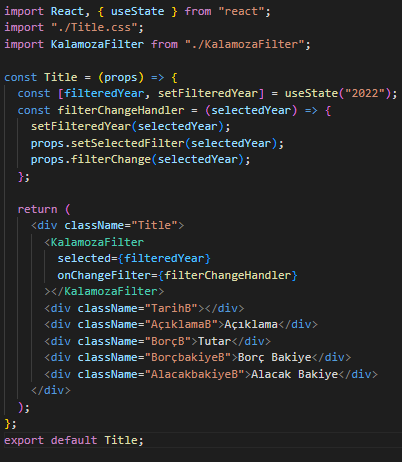 import React, { useState } from "react";
import "./Title.css";
import KalamozaFilter from "./KalamozaFilter";

const Title = (props) => {
  const [filteredYear, setFilteredYear] = useState("2022");
  const filterChangeHandler = (selectedYear) => {
    setFilteredYear(selectedYear);
    props.setSelectedFilter(selectedYear);
    props.filterChange(selectedYear);
  };

  return (
    <div className="Title">
      <KalamozaFilter
        selected={filteredYear}
        onChangeFilter={filterChangeHandler}
      ></KalamozaFilter>
      <div className="TarihB"></div>
      <div className="AçıklamaB">Açıklama</div>
      <div className="BorçB">Tutar</div>
      <div className="BorçbakiyeB">Borç Bakiye</div>
      <div className="AlacakbakiyeB">Alacak Bakiye</div>
    </div>
  );
};
export default Title;